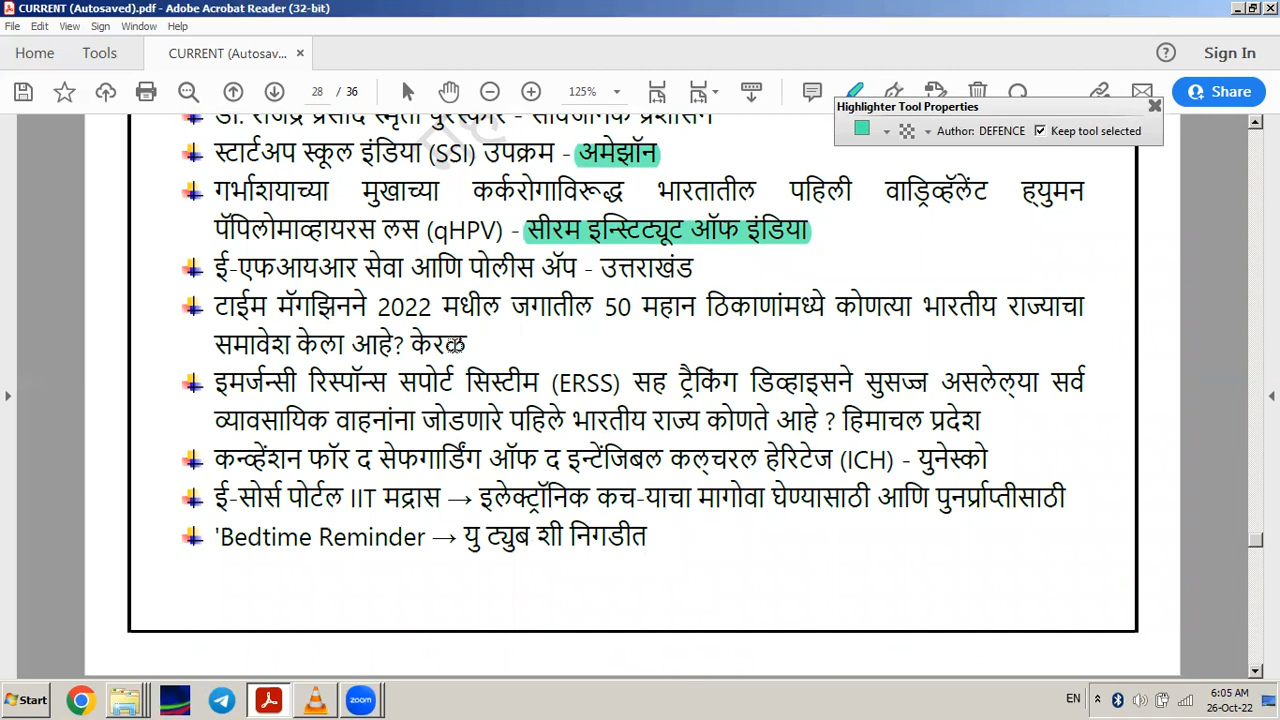 CURRENT (Autosaved).pdf - Adobe Acrobat Reader (32-bit)
File Edit View Sign Window Help
Home Tools CURRENT (Autosav... × Sign In
28 / 36 125% Share
Highlighter Tool Properties
Author: DEFENCE Keep tool selected
डॉ. राजेंद्र प्रसाद स्मृती पुरस्कार -
स्टार्टअप स्कूल इंडिया (SSI) उपक्रम - अमेझॉन
गर्भाशयाच्या मुखाच्या कर्करोगाविरूद्ध भारतातील पहिली वाड्रिव्हॅलेंट ह्युमन
पॅपिलोमाव्हायरस लस (qHPV) - सीरम इन्स्टिट्यूट ऑफ इंडिया
ई-एफआयआर सेवा आणि पोलीस ॲप - उत्तराखंड
टाईम मॅगझिनने 2022 मधील जगातील 50 महान ठिकाणांमध्ये कोणत्या भारतीय राज्याचा
समावेश केला आहे? केरळ
इमर्जन्सी रिस्पॉन्स सपोर्ट सिस्टीम (ERSS) सह ट्रॅकिंग डिव्हाइसने सुसज्ज असलेल्या सर्व
व्यावसायिक वाहनांना जोडणारे पहिले भारतीय राज्य कोणते आहे ? हिमाचल प्रदेश
कन्व्हेंशन फॉर द सेफगार्डिंग ऑफ द इन्टेंजिबल कल्चरल हेरिटेज (ICH) - युनेस्को
ई-सोर्स पोर्टल IIT मद्रास → इलेक्ट्रॉनिक कच-याचा मागोवा घेण्यासाठी आणि पुनर्प्राप्तीसाठी
'Bedtime Reminder → यु ट्युब शी निगडीत
Start zoom EN 6:05 AM
26-Oct-22